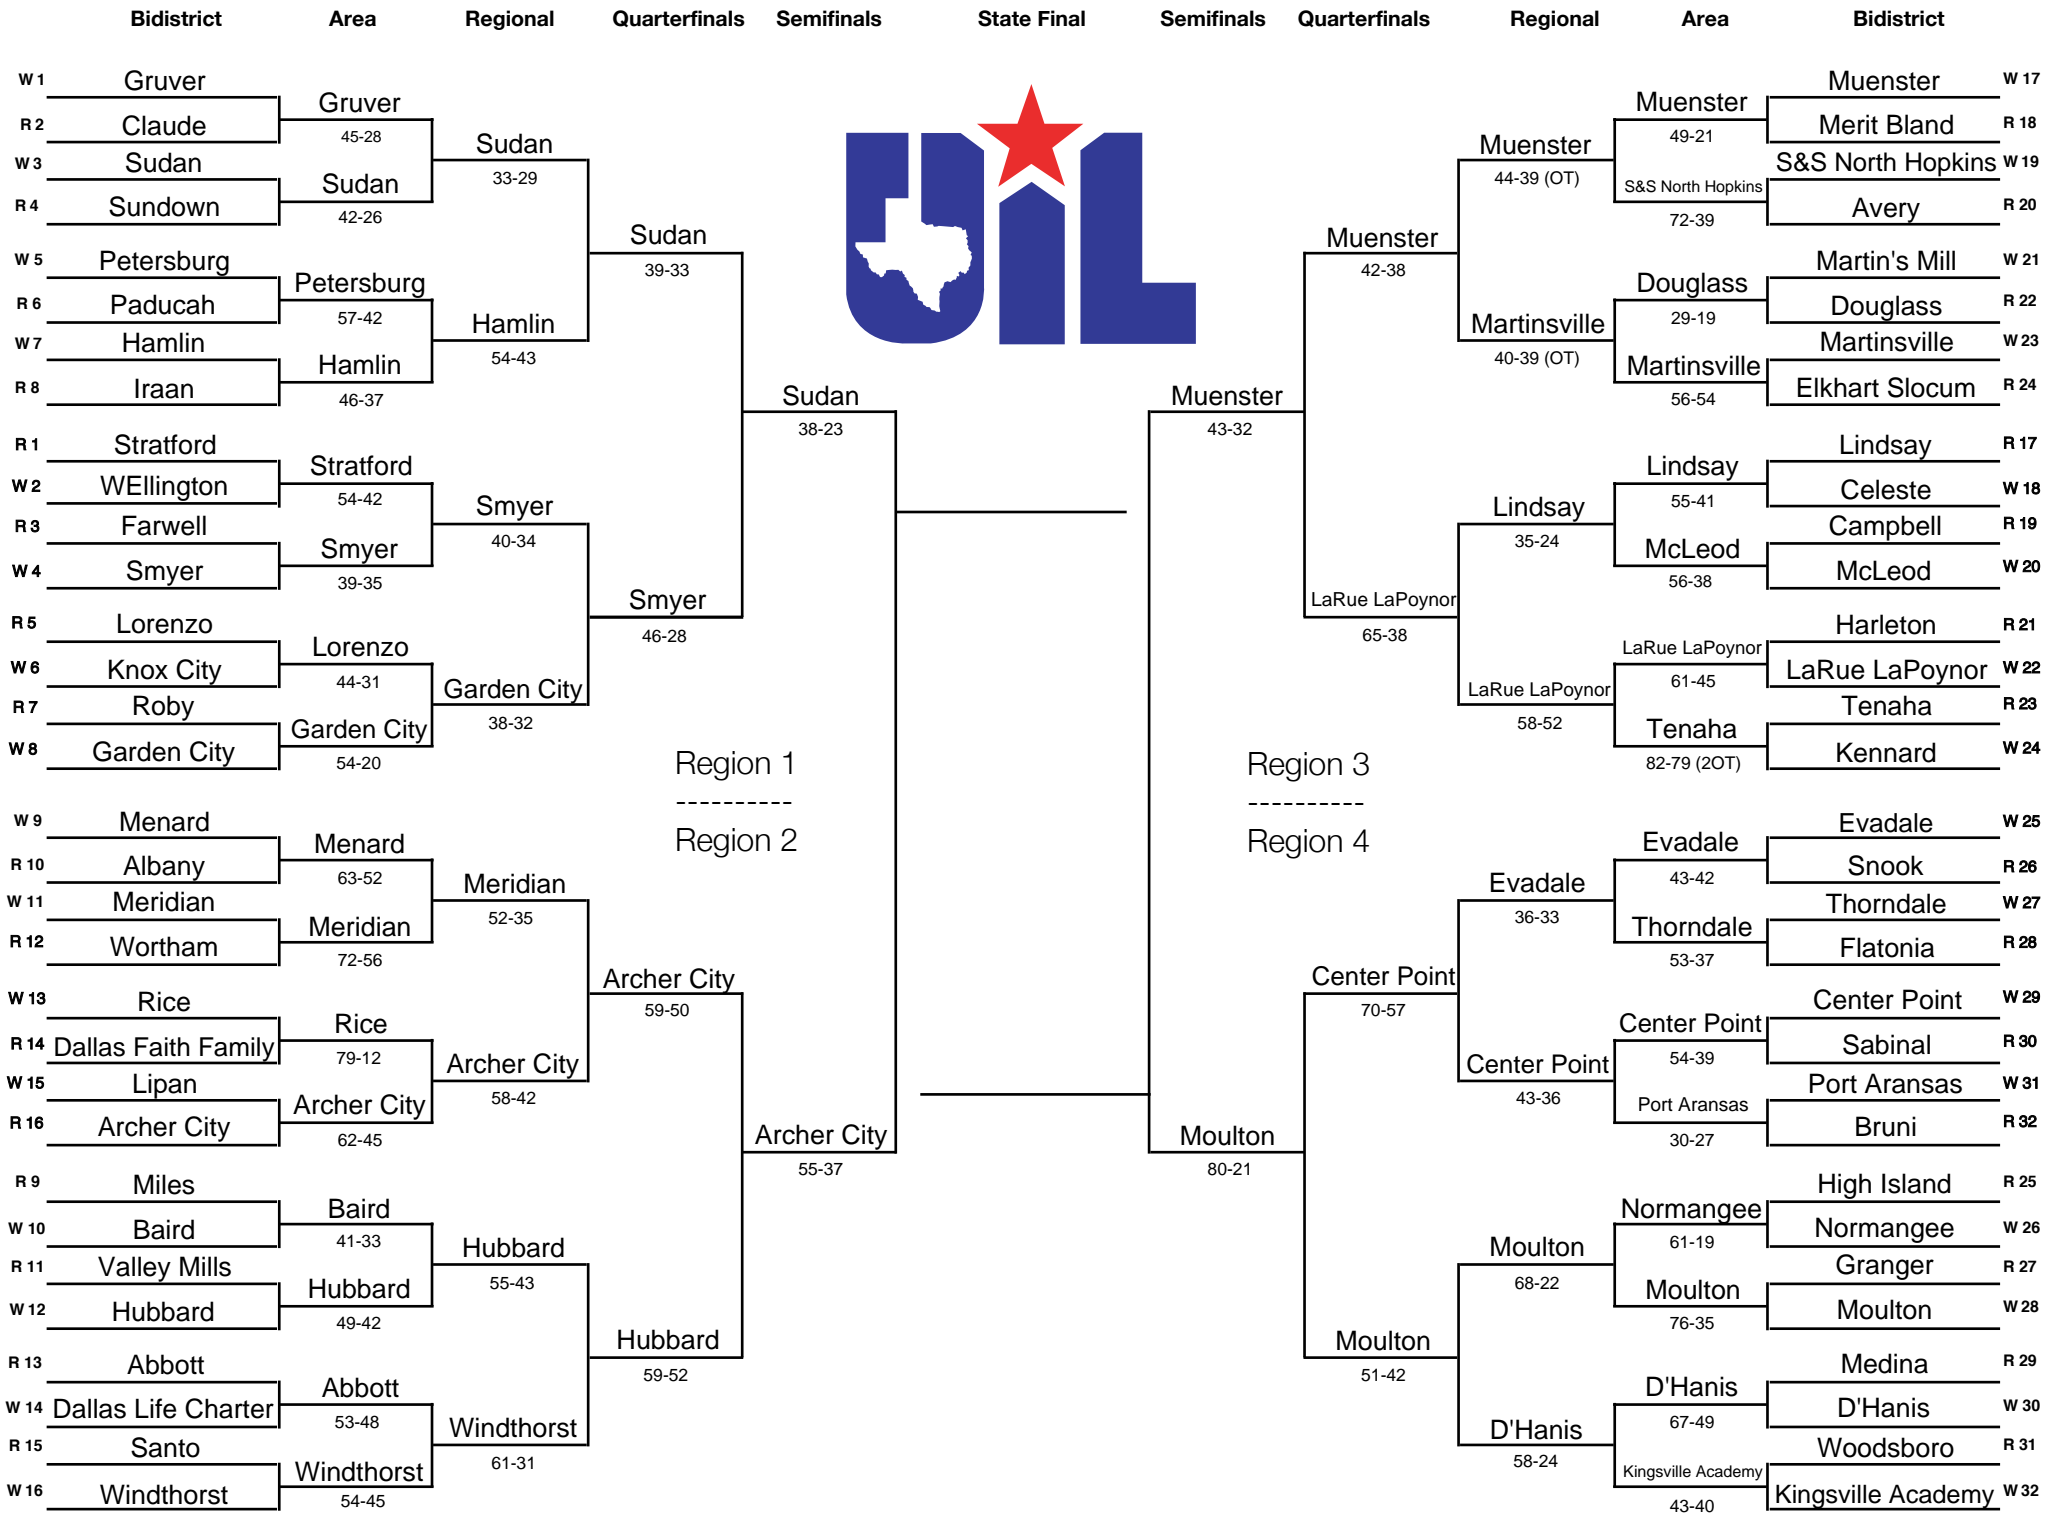 Bidistrict Area Regional Quarterfinals Semifinals State Final Semifinals Quarterfinals Regional Area Bidistrict
W 1 Gruver
R 2 Claude
Gruver
45-28
W 3 Sudan
R 4 Sundown
Sudan
42-26
Sudan
33-29
W 5 Petersburg
R 6 Paducah
Petersburg
57-42
W 7 Hamlin
R 8 Iraan
Hamlin
46-37
Hamlin
54-43
Sudan
39-33
R 1 Stratford
W 2 WEllington
Stratford
54-42
R 3 Farwell
W 4 Smyer
Smyer
39-35
Smyer
40-34
R 5 Lorenzo
W 6 Knox City
Lorenzo
44-31
R 7 Roby
W 8 Garden City
Garden City
54-20
Garden City
38-32
Smyer
46-28
Sudan
38-23
Region 1
----------
Region 2
W 9 Menard
R 10 Albany
Menard
63-52
W 11 Meridian
R 12 Wortham
Meridian
72-56
Meridian
52-35
W 13 Rice
R 14 Dallas Faith Family
Rice
79-12
W 15 Lipan
R 16 Archer City
Archer City
62-45
Archer City
58-42
Archer City
59-50
R 9 Miles
W 10 Baird
Baird
41-33
R 11 Valley Mills
W 12 Hubbard
Hubbard
49-42
Hubbard
55-43
R 13 Abbott
W 14 Dallas Life Charter
Abbott
53-48
R 15 Santo
W 16 Windthorst
Windthorst
54-45
Windthorst
61-31
Hubbard
59-52
Archer City
55-37
UiL
Muenster W 17
Merit Bland R 18
Muenster
49-21
S&S North Hopkins W 19
Avery R 20
S&S North Hopkins
72-39
Muenster
44-39 (OT)
Martin's Mill W 21
Douglass R 22
Douglass
29-19
Martinsville W 23
Elkhart Slocum R 24
Martinsville
56-54
Martinsville
40-39 (OT)
Muenster
42-38
Lindsay R 17
Celeste W 18
Lindsay
55-41
Campbell R 19
McLeod W 20
McLeod
56-38
Lindsay
35-24
Harleton R 21
LaRue LaPoynor W 22
LaRue LaPoynor
61-45
Tenaha R 23
Kennard W 24
Tenaha
82-79 (2OT)
LaRue LaPoynor
58-52
LaRue LaPoynor
65-38
Muenster
43-32
Region 3
----------
Region 4
Evadale W 25
Snook R 26
Evadale
43-42
Thorndale W 27
Flatonia R 28
Thorndale
53-37
Evadale
36-33
Center Point W 29
Sabinal R 30
Center Point
54-39
Port Aransas W 31
Bruni R 32
Port Aransas
30-27
Center Point
43-36
Center Point
70-57
High Island R 25
Normangee W 26
Normangee
61-19
Granger R 27
Moulton W 28
Moulton
76-35
Moulton
68-22
Medina R 29
D'Hanis W 30
D'Hanis
67-49
Woodsboro R 31
Kingsville Academy W 32
Kingsville Academy
43-40
D'Hanis
58-24
Moulton
51-42
Moulton
80-21